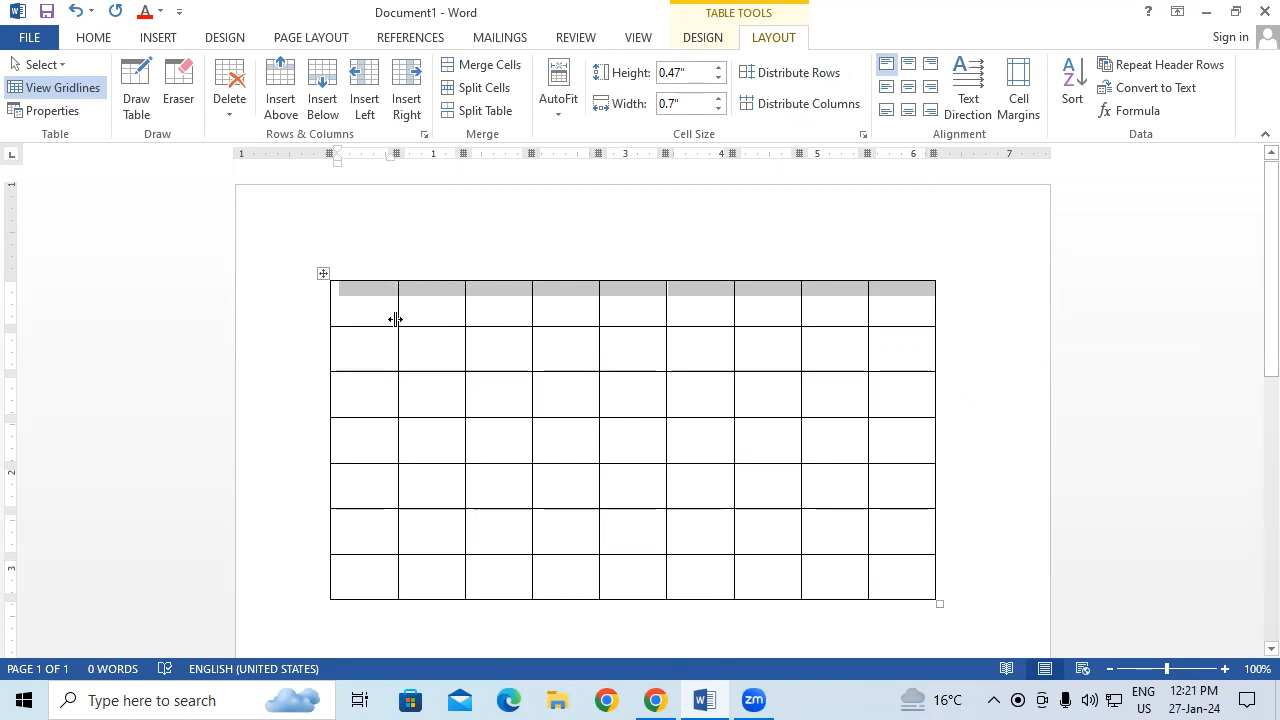 Document1 - Word
TABLE TOOLS
FILE HOME INSERT DESIGN PAGE LAYOUT REFERENCES MAILINGS REVIEW VIEW DESIGN LAYOUT Sign in
Select
View Gridlines
Properties
Table
Draw Table
Eraser
Draw
Delete
Insert Above
Insert Below
Insert Left
Insert Right
Rows & Columns
Merge Cells
Split Cells
Split Table
Merge
AutoFit
Height: 0.47"
Width: 0.7"
Distribute Rows
Distribute Columns
Cell Size
Text Direction
Cell Margins
Alignment
Sort
Repeat Header Rows
Convert to Text
Formula
Data
1 1 3 4 5 6 7
1
2
3
PAGE 1 OF 1 0 WORDS ENGLISH (UNITED STATES) 100%
Type here to search
16°C
ENG
US
12:21 PM
27-Jan-24